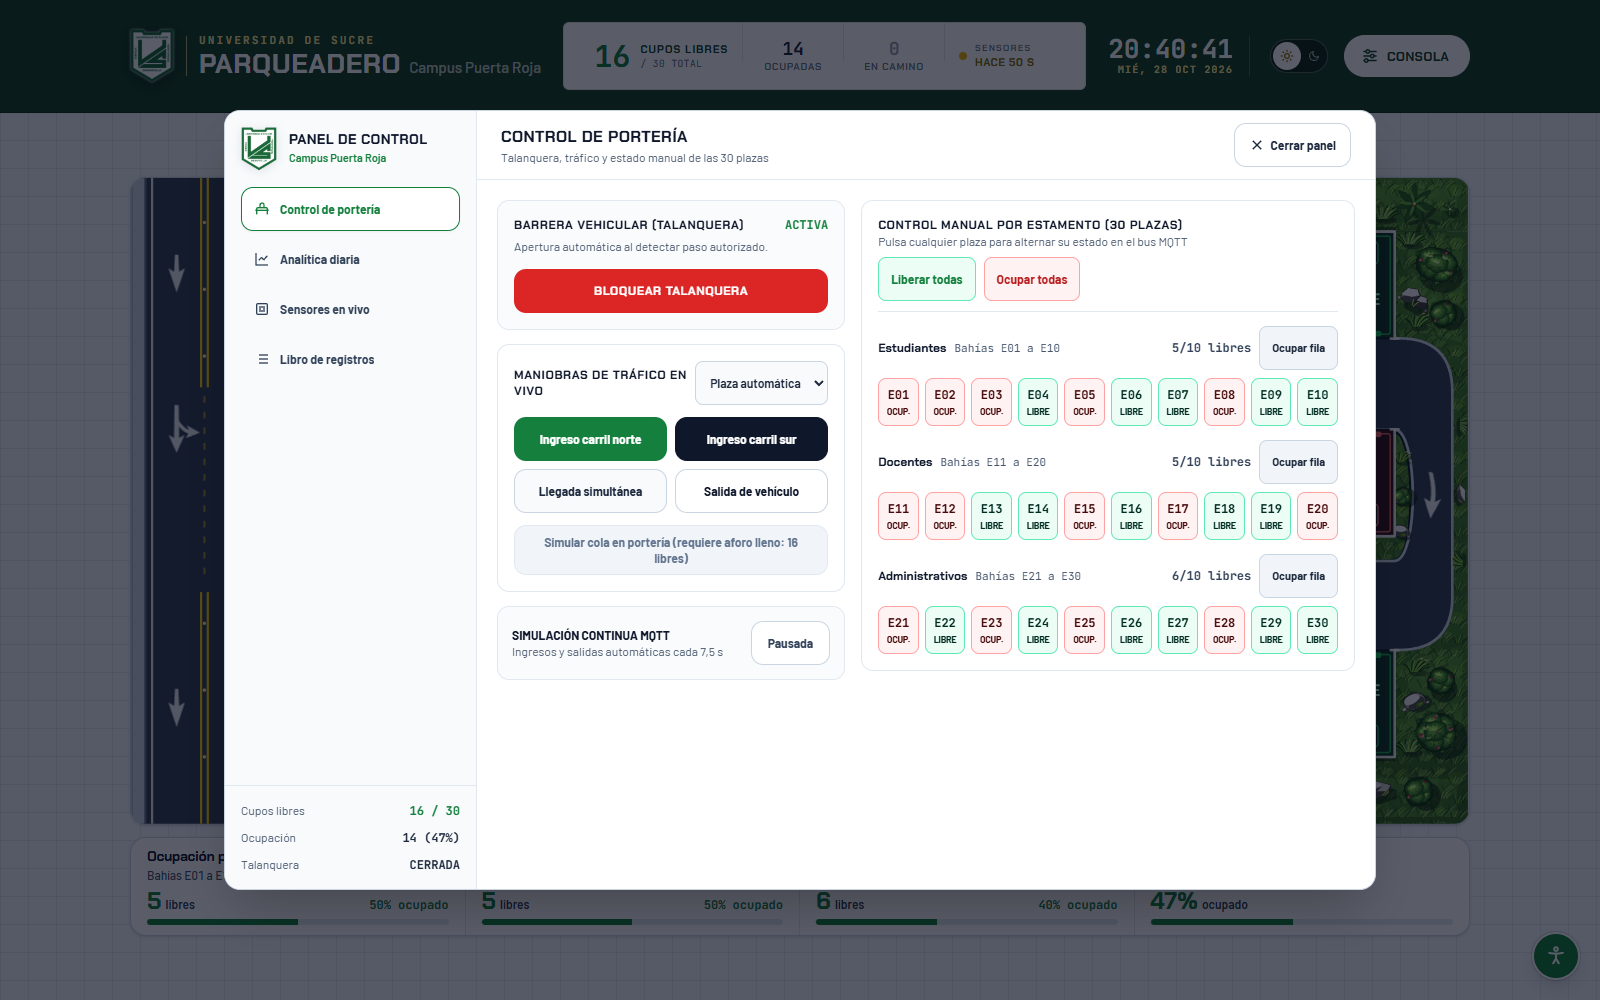 UNIVERSIDAD DE SUCRE
PARQUEADERO Campus Puerta Roja
16 CUPOS LIBRES
/ 30 TOTAL
14
OCUPADAS
0
EN CAMINO
SENSORES
HACE 50 S
20:40:41
MIÉ, 28 OCT 2026
CONSOLA
PANEL DE CONTROL
Campus Puerta Roja
Control de portería
Analítica diaria
Sensores en vivo
Libro de registros
Cupos libres 16 / 30
Ocupación 14 (47%)
Talanquera CERRADA
CONTROL DE PORTERÍA
Talanquera, tráfico y estado manual de las 30 plazas
Cerrar panel
BARRERA VEHICULAR (TALANQUERA) ACTIVA
Apertura automática al detectar paso autorizado.
BLOQUEAR TALANQUERA
MANIOBRAS DE TRÁFICO EN
VIVO
Plaza automática
Ingreso carril norte
Ingreso carril sur
Llegada simultánea
Salida de vehículo
Simular cola en portería (requiere aforo lleno: 16
libres)
SIMULACIÓN CONTINUA MQTT
Ingresos y salidas automáticas cada 7,5 s
Pausada
CONTROL MANUAL POR ESTAMENTO (30 PLAZAS)
Pulsa cualquier plaza para alternar su estado en el bus MQTT
Liberar todas
Ocupar todas
Estudiantes Bahías E01 a E10 5/10 libres Ocupar fila
E01 E02 E03 E04 E05 E06 E07 E08 E09 E10
OCUP. OCUP. OCUP. LIBRE OCUP. LIBRE LIBRE OCUP. LIBRE LIBRE
Docentes Bahías E11 a E20 5/10 libres Ocupar fila
E11 E12 E13 E14 E15 E16 E17 E18 E19 E20
OCUP. OCUP. LIBRE LIBRE OCUP. LIBRE OCUP. LIBRE LIBRE OCUP.
Administrativos Bahías E21 a E30 6/10 libres Ocupar fila
E21 E22 E23 E24 E25 E26 E27 E28 E29 E30
OCUP. LIBRE OCUP. LIBRE OCUP. LIBRE LIBRE OCUP. LIBRE LIBRE
Ocupación p
Bahías E01 a E
5 libres 50% ocupado
5 libres 50% ocupado
6 libres 40% ocupado
47% ocupado